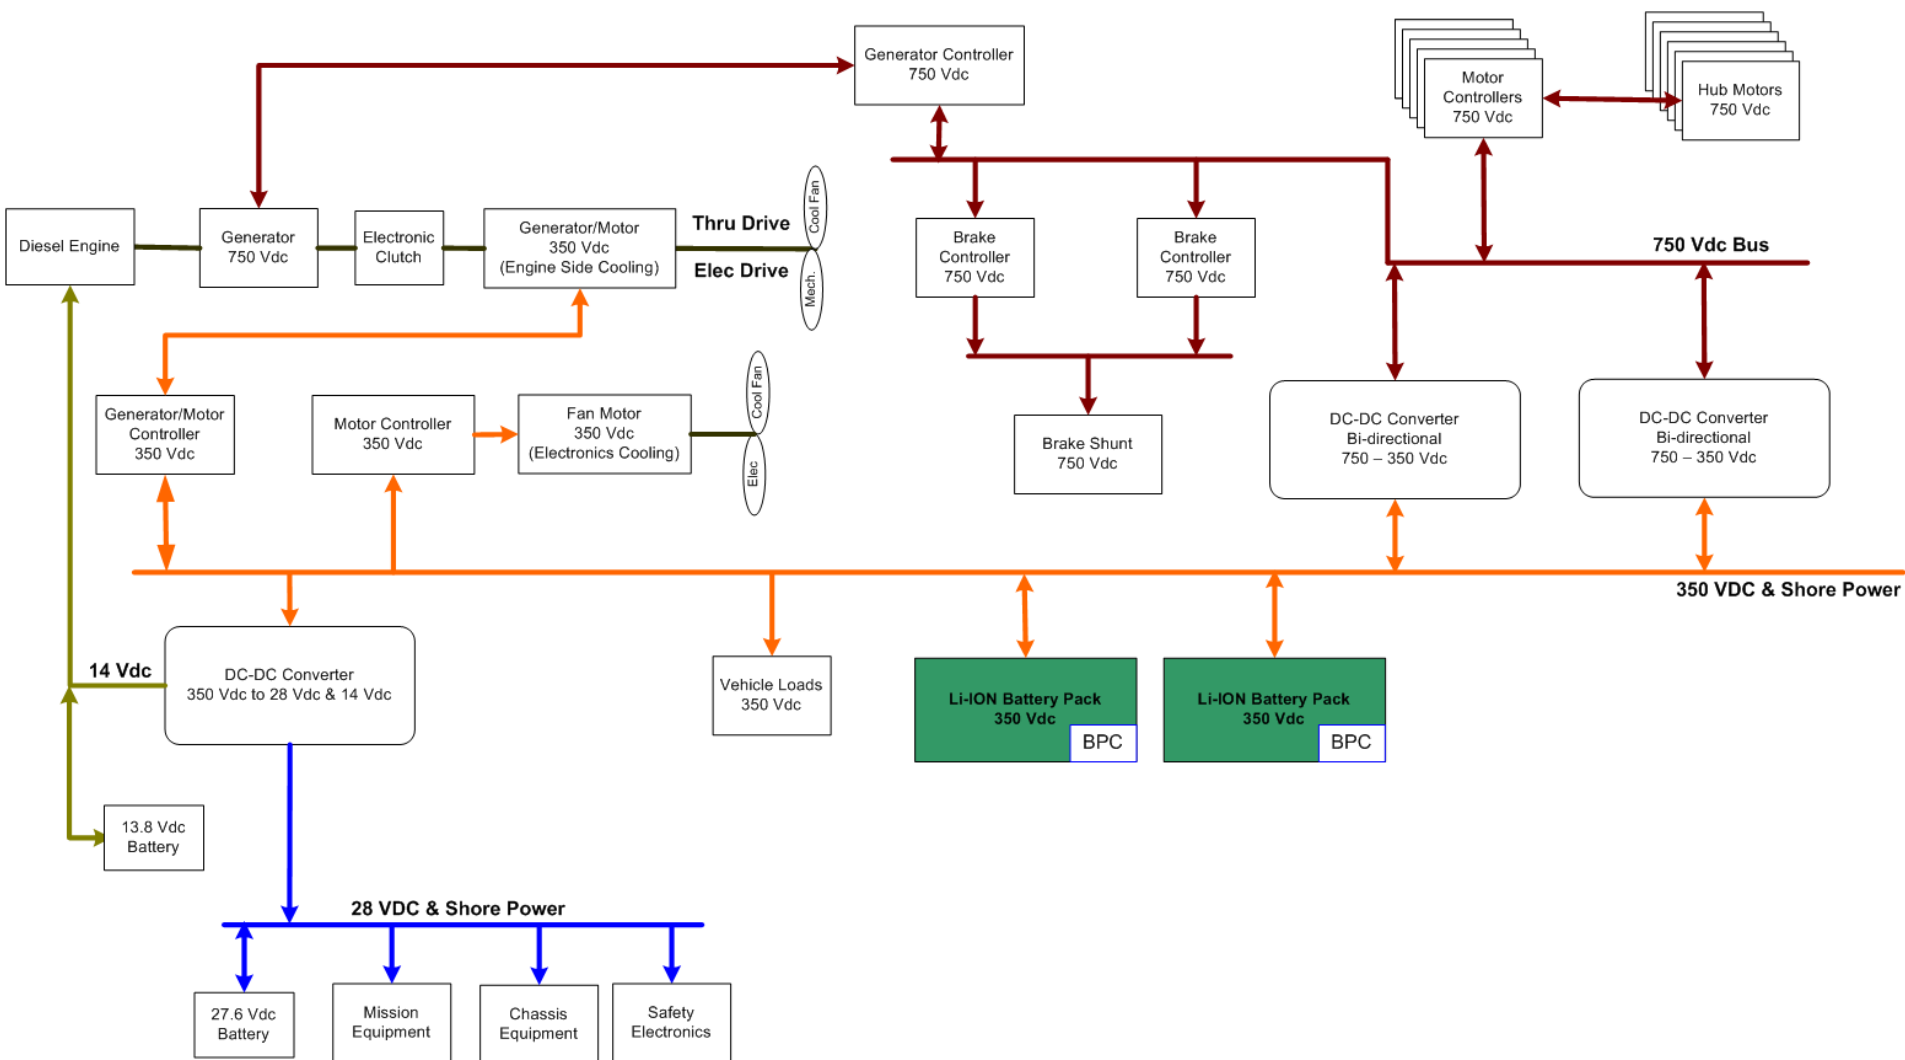 Generator Controller
750 Vdc
Motor
Controllers
750 Vdc
Hub Motors
750 Vdc
Diesel Engine
Generator
750 Vdc
Electronic
Clutch
Generator/Motor
350 Vdc
(Engine Side Cooling)
Thru Drive
Elec Drive
Cool Fan
Mech.
Brake
Controller
750 Vdc
Brake
Controller
750 Vdc
750 Vdc Bus
Generator/Motor
Controller
350 Vdc
Motor Controller
350 Vdc
Fan Motor
350 Vdc
(Electronics Cooling)
Cool Fan
Elec
Brake Shunt
750 Vdc
DC-DC Converter
Bi-directional
750 – 350 Vdc
DC-DC Converter
Bi-directional
750 – 350 Vdc
350 VDC & Shore Power
14 Vdc
DC-DC Converter
350 Vdc to 28 Vdc & 14 Vdc
Vehicle Loads
350 Vdc
Li-ION Battery Pack
350 Vdc
BPC
Li-ION Battery Pack
350 Vdc
BPC
13.8 Vdc
Battery
28 VDC & Shore Power
27.6 Vdc
Battery
Mission
Equipment
Chassis
Equipment
Safety
Electronics